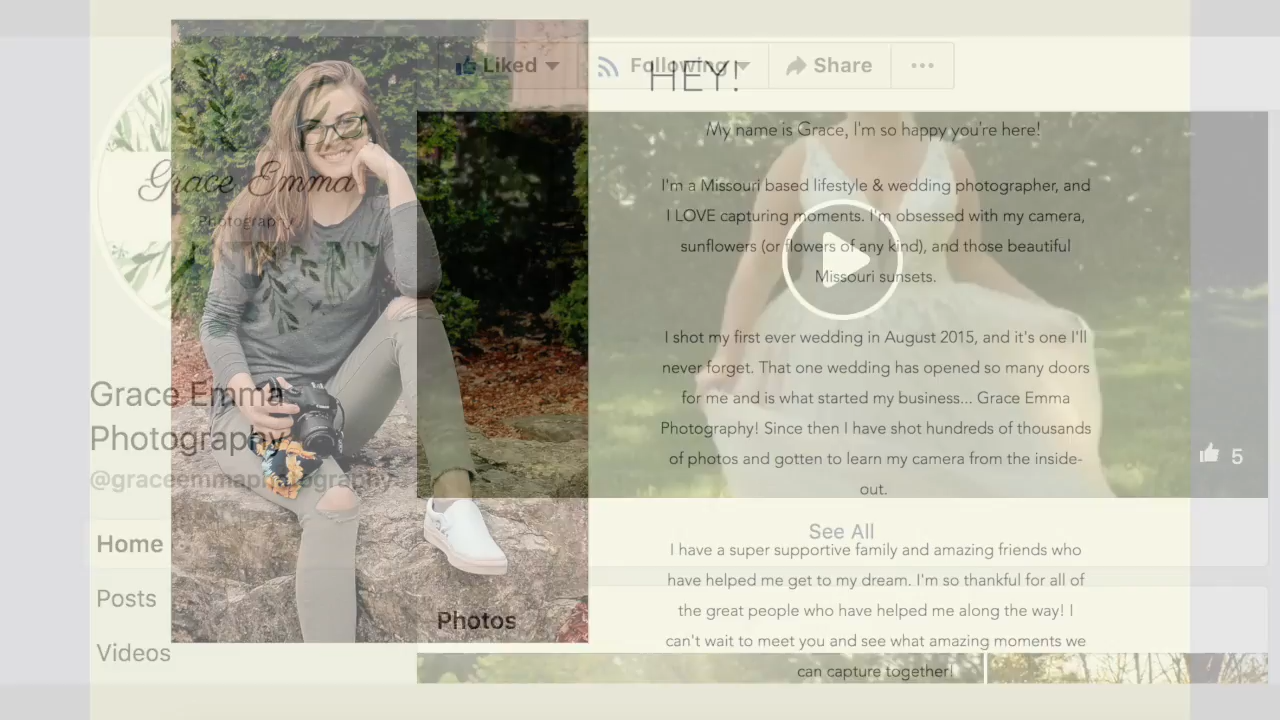 Liked
Following
Share
HEY!
My name is Grace, I'm so happy you're here!
I'm a Missouri based lifestyle & wedding photographer, and
I LOVE capturing moments. I'm obsessed with my camera,
sunflowers (or flowers of any kind), and those beautiful
Missouri sunsets.
I shot my first ever wedding in August 2015, and it's one I'll
never forget. That one wedding has opened so many doors
for me and is what started my business... Grace Emma
Photography! Since then I have shot hundreds of thousands
of photos and gotten to learn my camera from the inside-
out.
I have a super supportive family and amazing friends who
have helped me get to my dream. I'm so thankful for all of
the great people who have helped me along the way! I
can't wait to meet you and see what amazing moments we
can capture together!
Grace Emma
Photography
Grace Emma
Photography
@graceemmaphotography
Home
Posts
Videos
5
See All
Photos